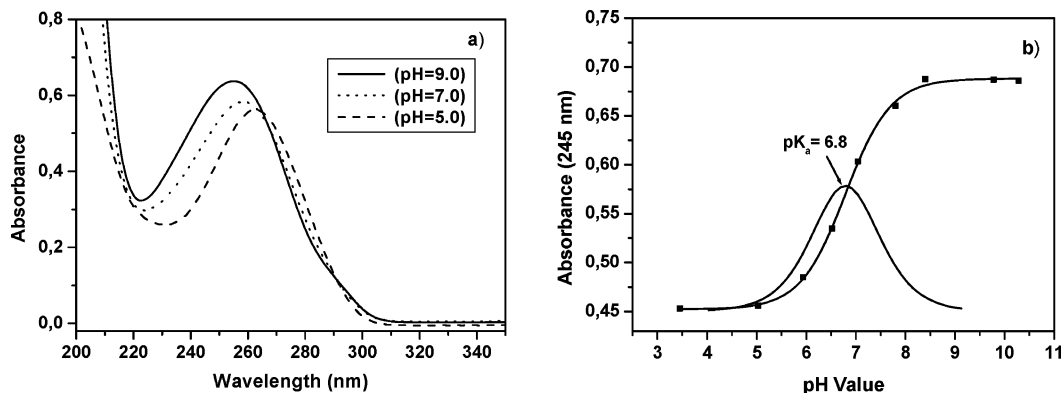 a)
(pH=9.0)
(pH=7.0)
(pH=5.0)
0,8
0,6
0,4
0,2
0,0
Absorbance
200 220 240 260 280 300 320 340
Wavelength (nm)
b)
pKa= 6.8
0,75
0,70
0,65
0,60
0,55
0,50
0,45
Absorbance (245 nm)
3 4 5 6 7 8 9 10 11
pH Value